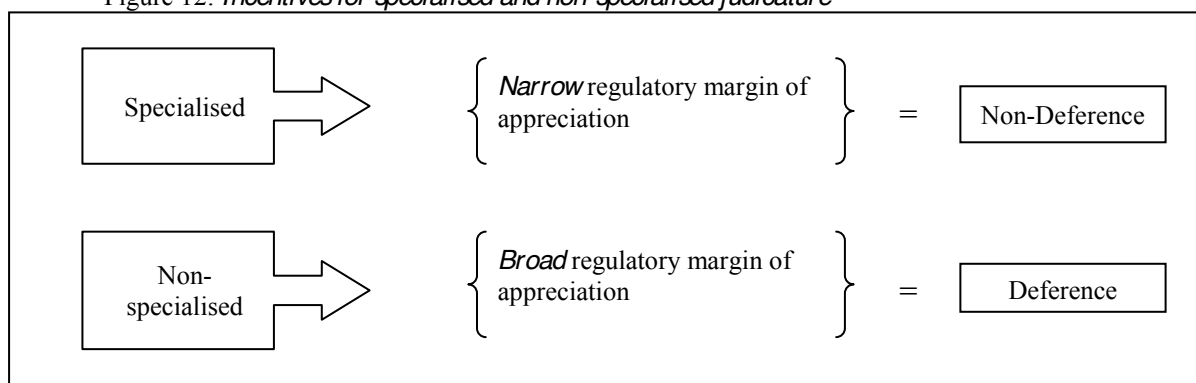 Figure 12: Incentives for specialised and non-specialised judicature
Specialised
Narrow regulatory margin of
appreciation
=
Non-Deference
Non-
specialised
Broad regulatory margin of
appreciation
=
Deference